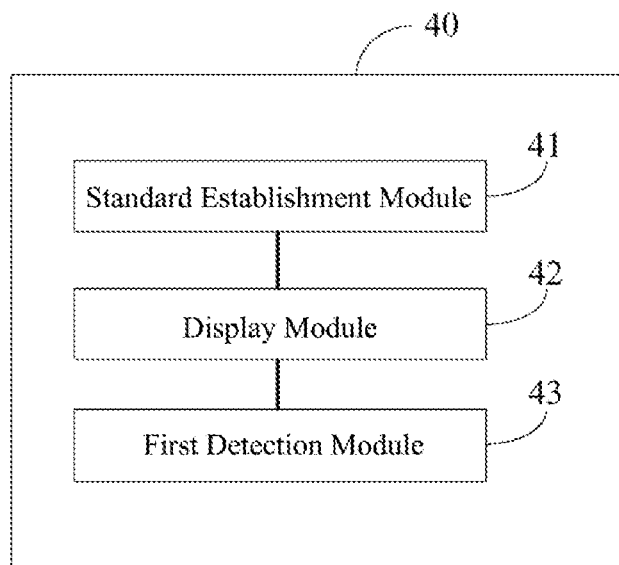 40
41
Standard Establishment Module
42
Display Module
43
First Detection Module